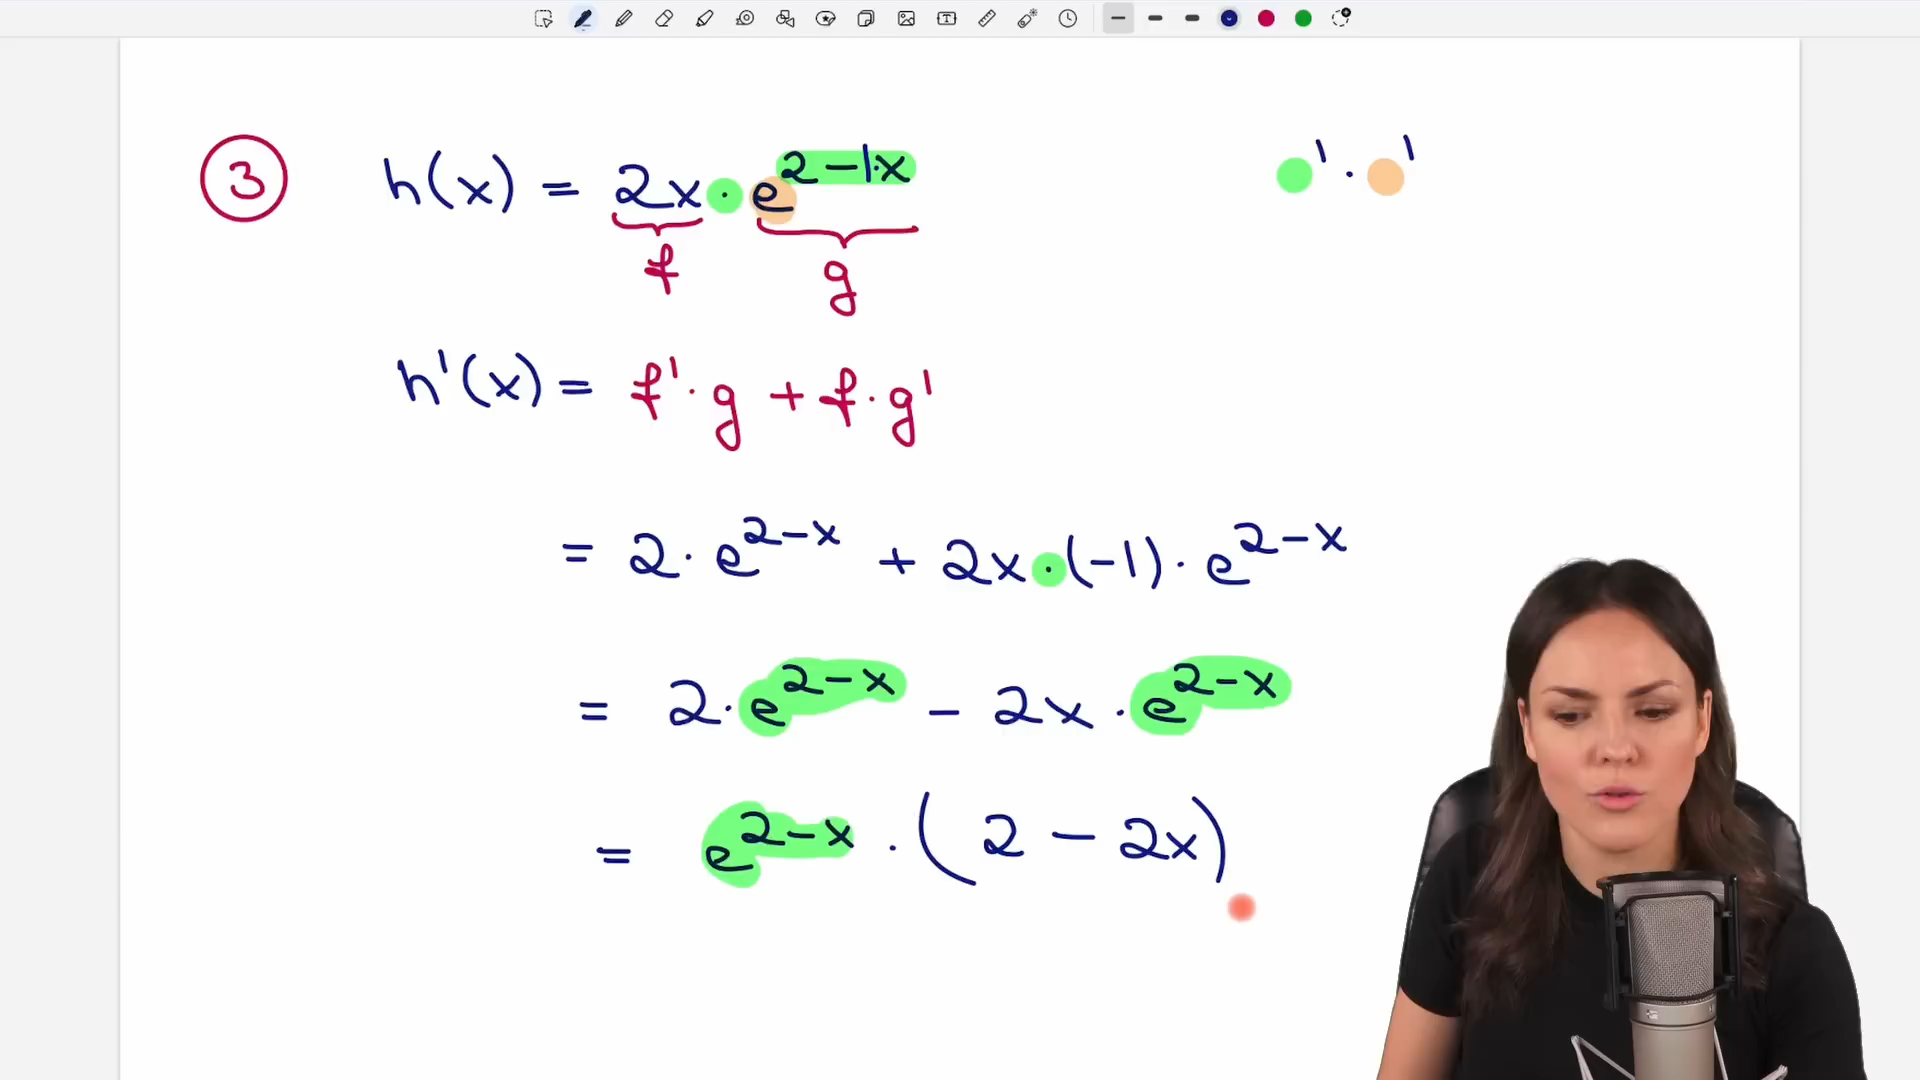 3 h(x) = 2x · e^{2-1·x} ' · '
f g
h'(x) = f' · g + f · g'
= 2 · e^{2-x} + 2x · (-1) · e^{2-x}
= 2 · e^{2-x} - 2x · e^{2-x}
= e^{2-x} · (2 - 2x)